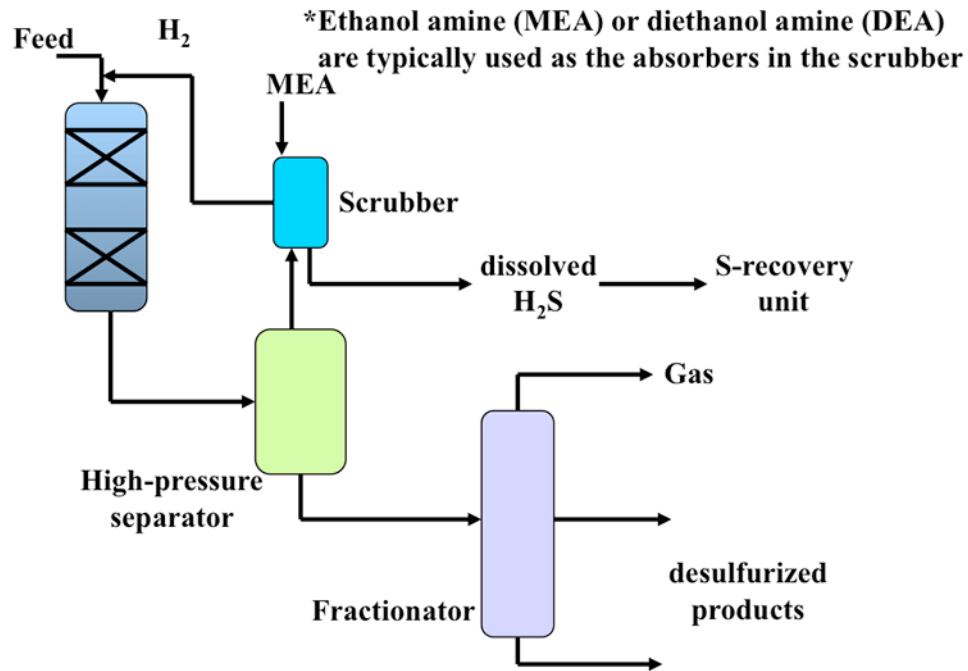 *Ethanol amine (MEA) or diethanol amine (DEA)
are typically used as the absorbers in the scrubber
Feed
H₂
MEA
Scrubber
dissolved
H₂S
S-recovery
unit
Gas
High-pressure
separator
Fractionator
desulfurized
products